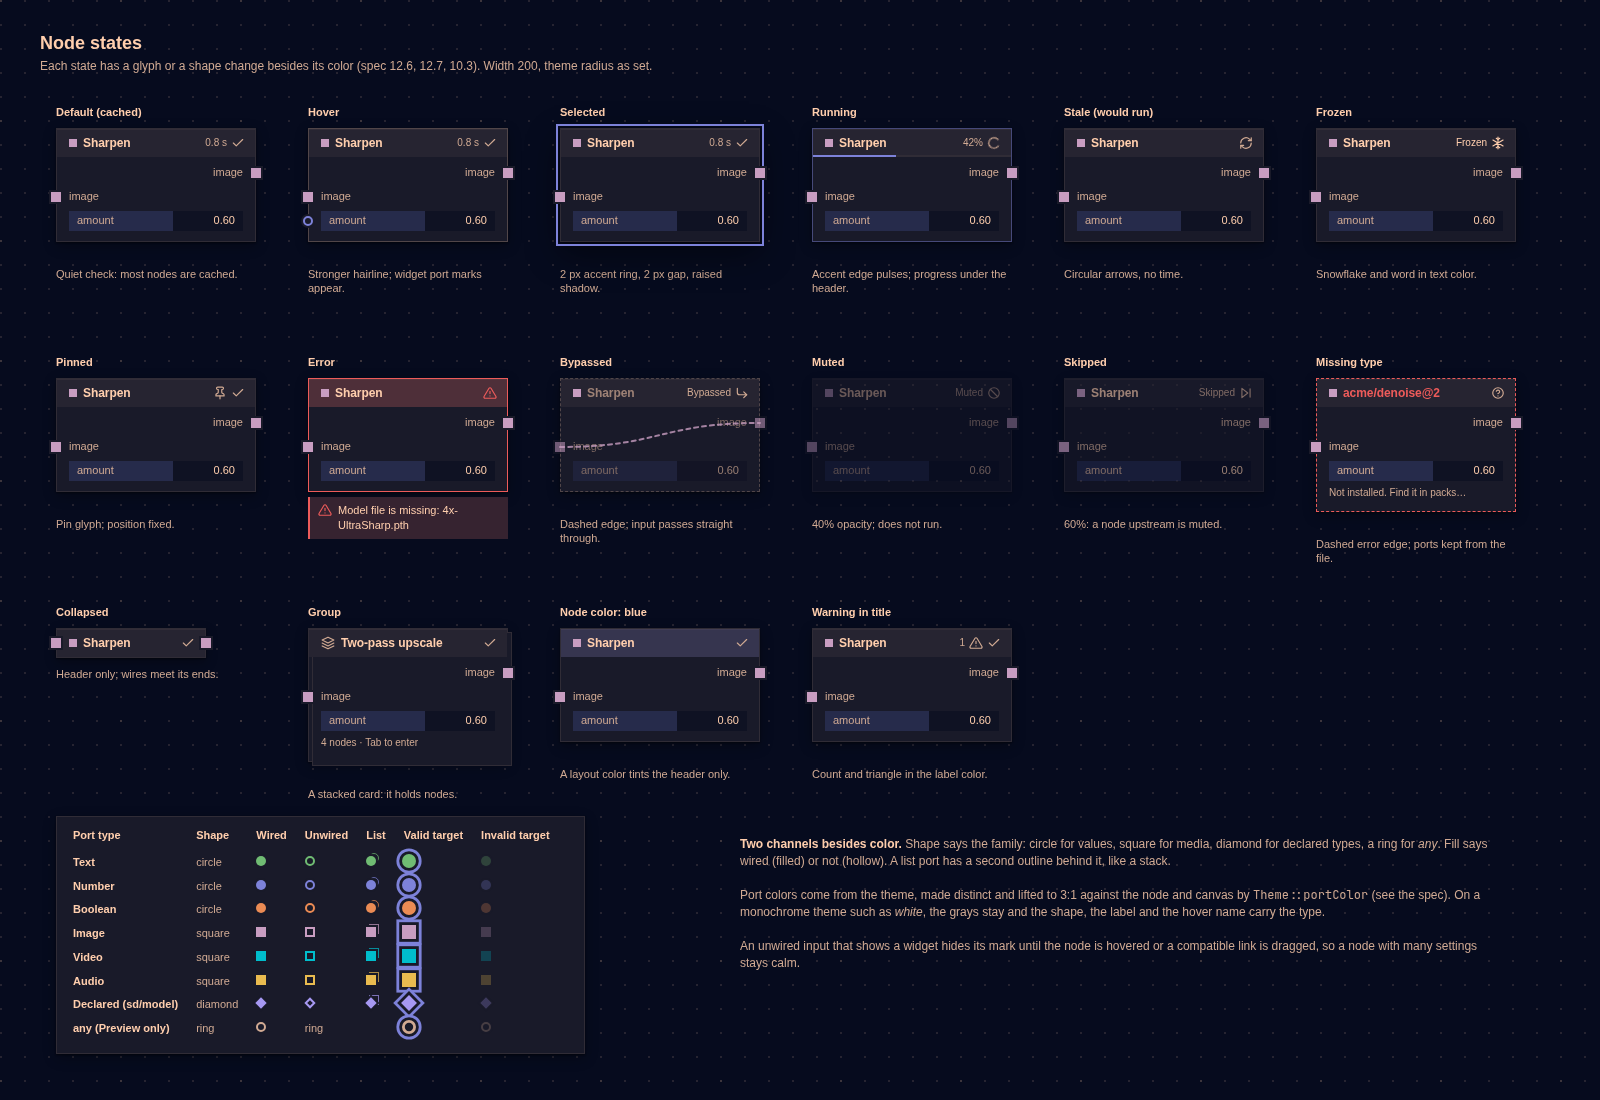 Node states
Each state has a glyph or a shape change besides its color (spec 12.6, 12.7, 10.3). Width 200, theme radius as set.
Default (cached)
Sharpen 0.8 s
image
image
amount 0.60
Quiet check: most nodes are cached.
Hover
Sharpen 0.8 s
image
image
amount 0.60
Stronger hairline; widget port marks
appear.
Selected
Sharpen 0.8 s
image
image
amount 0.60
2 px accent ring, 2 px gap, raised
shadow.
Running
Sharpen 42%
image
image
amount 0.60
Accent edge pulses; progress under the
header.
Stale (would run)
Sharpen
image
image
amount 0.60
Circular arrows, no time.
Frozen
Sharpen Frozen
image
image
amount 0.60
Snowflake and word in text color.
Pinned
Sharpen
image
image
amount 0.60
Pin glyph; position fixed.
Error
Sharpen
image
image
amount 0.60
Model file is missing: 4x-
UltraSharp.pth
Bypassed
Sharpen Bypassed
image
image
amount 0.60
Dashed edge; input passes straight
through.
Muted
Sharpen Muted
image
image
amount 0.60
40% opacity; does not run.
Skipped
Sharpen Skipped
image
image
amount 0.60
60%: a node upstream is muted.
Missing type
acme/denoise@2
image
image
amount 0.60
Not installed. Find it in packs…
Dashed error edge; ports kept from the
file.
Collapsed
Sharpen
Header only; wires meet its ends.
Group
Two-pass upscale
image
image
amount 0.60
4 nodes · Tab to enter
A stacked card: it holds nodes.
Node color: blue
Sharpen
image
image
amount 0.60
A layout color tints the header only.
Warning in title
Sharpen 1
image
image
amount 0.60
Count and triangle in the label color.
Port type Shape Wired Unwired List Valid target Invalid target
Text circle
Number circle
Boolean circle
Image square
Video square
Audio square
Declared (sd/model) diamond
any (Preview only) ring ring
Two channels besides color. Shape says the family: circle for values, square for media, diamond for declared types, a ring for any. Fill says
wired (filled) or not (hollow). A list port has a second outline behind it, like a stack.
Port colors come from the theme, made distinct and lifted to 3:1 against the node and canvas by Theme::portColor (see the spec). On a
monochrome theme such as white, the grays stay and the shape, the label and the hover name carry the type.
An unwired input that shows a widget hides its mark until the node is hovered or a compatible link is dragged, so a node with many settings
stays calm.